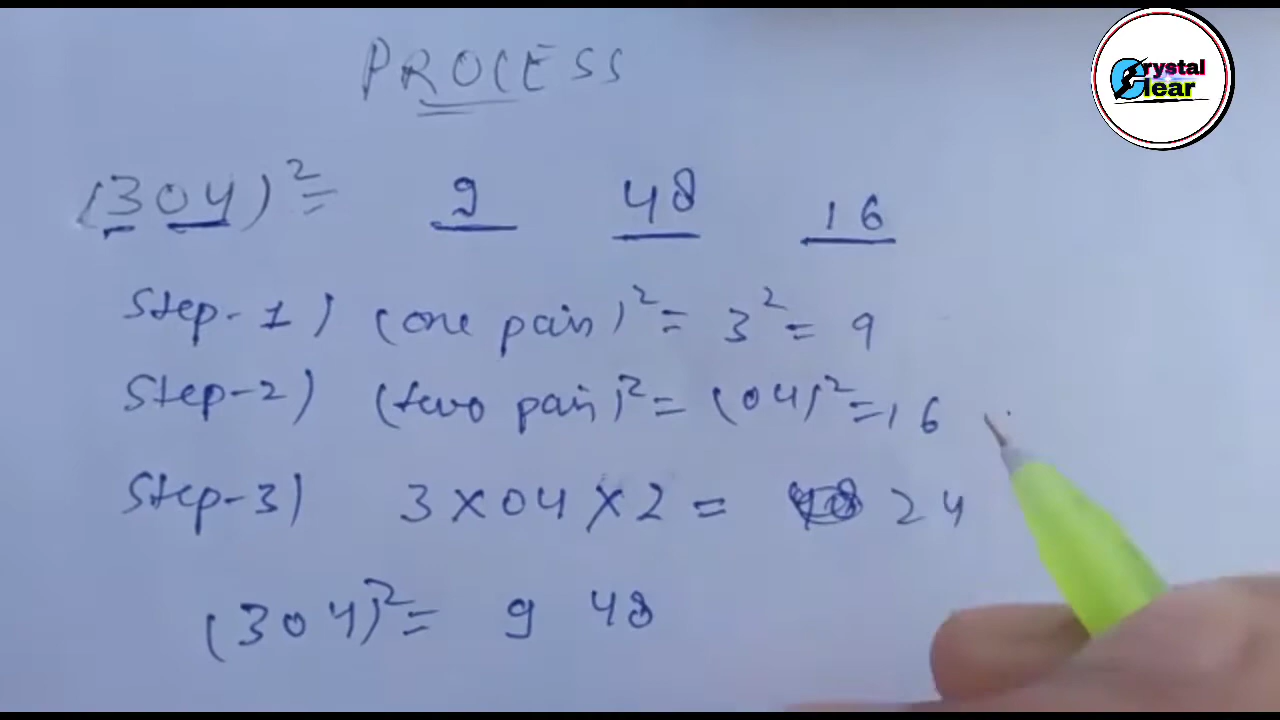 PROCESS
Crystal
Clear
(304)² = 9 48 16
Step-1) (one pair)² = 3² = 9
Step-2) (two pair)² = (04)² = 16
Step-3) 3×04×2 = 24
(304)² = 9 48